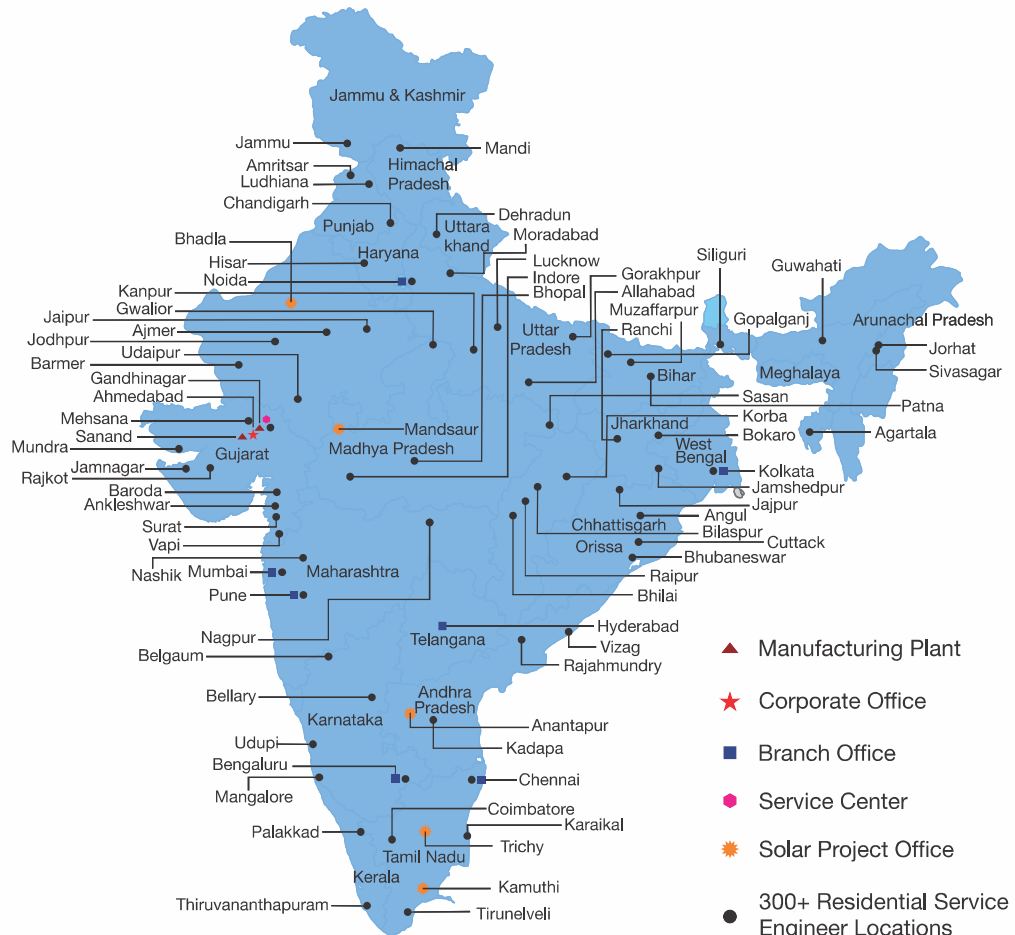 Jammu & Kashmir
Jammu
Mandi
Amritsar
Himachal
Pradesh
Ludhiana
Chandigarh
Punjab
Dehradun
Uttara
khand
Moradabad
Bhadla
Haryana
Hisar
Lucknow
Siliguri
Guwahati
Noida
Indore
Gorakhpur
Kanpur
Bhopal
Allahabad
Gwalior
Muzaffarpur
Jaipur
Ranchi
Gopalganj
Arunachal Pradesh
Ajmer
Uttar
Pradesh
Jodhpur
Jorhat
Udaipur
Barmer
Bihar
Meghalaya
Sivasagar
Gandhinagar
Ahmedabad
Sasan
Patna
Mehsana
Korba
Mandsaur
Jharkhand
Sanand
Bokaro
Agartala
Mundra
Gujarat
Madhya Pradesh
West
Bengal
Jamnagar
Kolkata
Rajkot
Jamshedpur
Baroda
Ankleshwar
Jajpur
Surat
Chhattisgarh
Angul
Vapi
Bilaspur
Orissa
Cuttack
Bhubaneswar
Nashik
Mumbai
Maharashtra
Raipur
Pune
Bhilai
Nagpur
Telangana
Hyderabad
Vizag
Belgaum
Rajahmundry
Manufacturing Plant
Bellary
Andhra
Pradesh
Corporate Office
Karnataka
Anantapur
Udupi
Kadapa
Branch Office
Bengaluru
Chennai
Mangalore
Coimbatore
Service Center
Palakkad
Karaikal
Trichy
Solar Project Office
Tamil Nadu
Kerala
Kamuthi
Thiruvananthapuram
Tirunelveli
300+ Residential Service
Engineer Locations